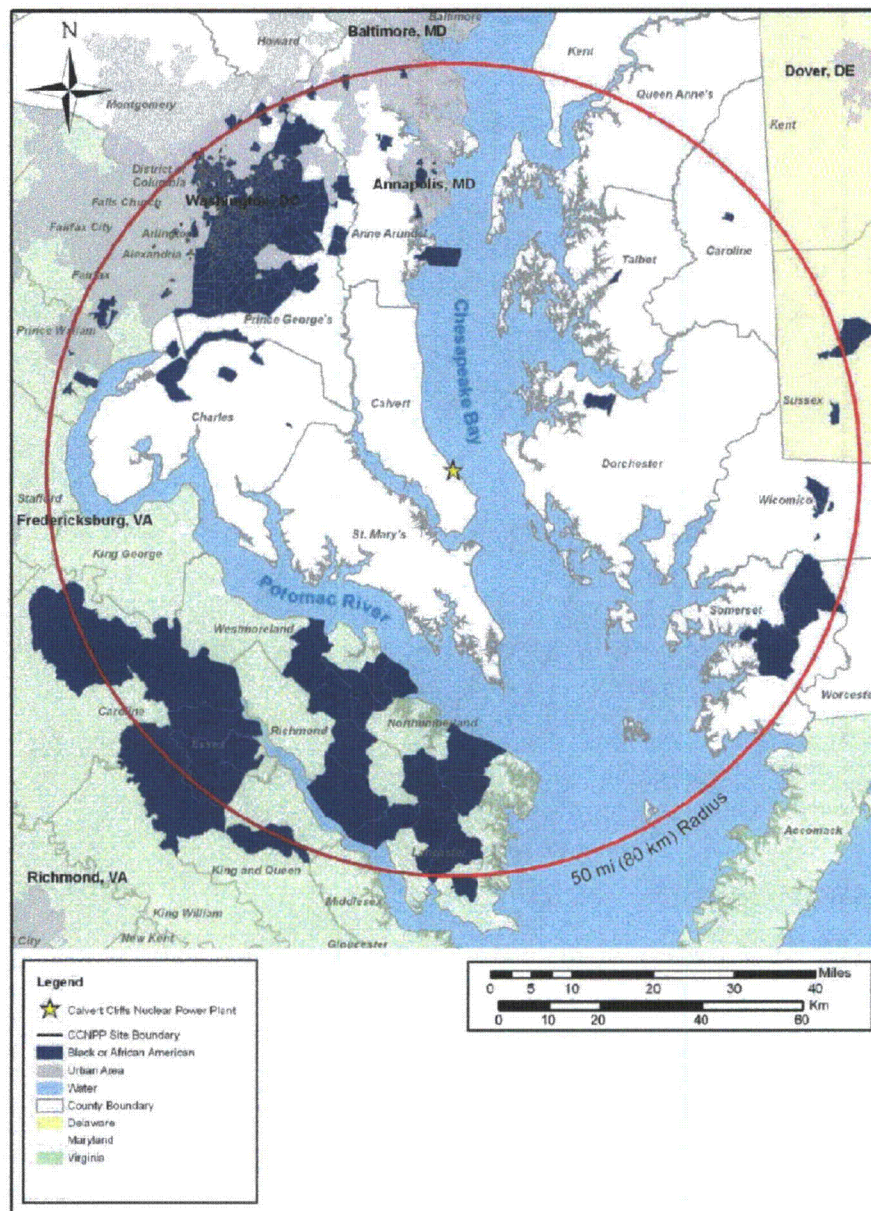 N
Baltimore, MD
Baltimore
Howard
Kent
Dover, DE
Queen Anne's
Montgomery
Kent
District of
Columbia
Annapolis, MD
Falls Church
Washington, DC
Fairfax City
Arlington
Anne Arundel
Caroline
Alexandria
Talbot
Fairfax
Chesapeake Bay
Prince George's
Prince William
Calvert
Sussex
Charles
Dorchester
Stafford
Wicomico
Fredericksburg, VA
St. Mary's
King George
Potomac River
Somerset
Westmoreland
Worcester
Caroline
Northumberland
Richmond
Essex
50 mi (80 km) Radius
Accomack
Lancaster
Richmond, VA
King and Queen
Middlesex
King William
City
New Kent
Gloucester
Legend
Calvert Cliffs Nuclear Power Plant
CCNPP Site Boundary
Black or African American
Urban Area
Water
County Boundary
Delaware
Maryland
Virginia
Miles
0 5 10 20 30 40
Km
0 10 20 40 60